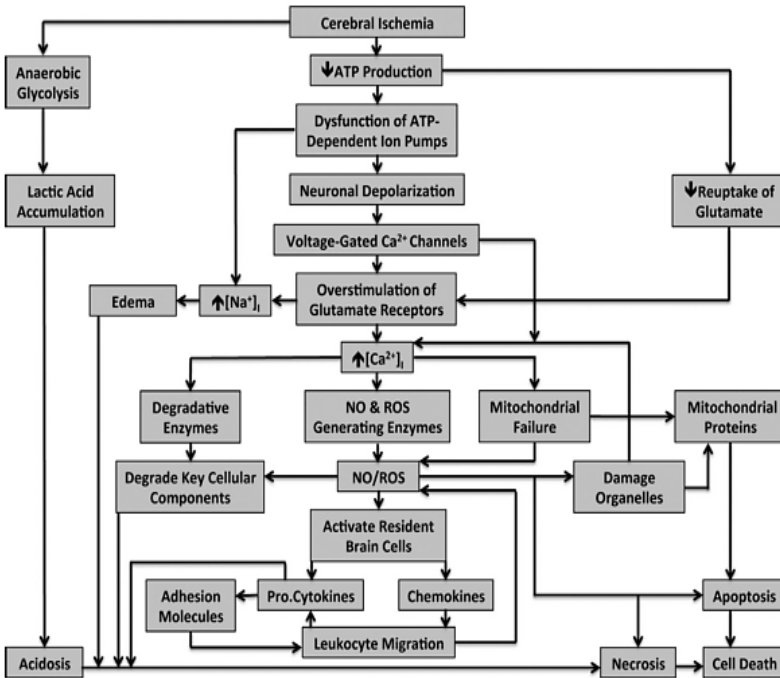 Cerebral Ischemia
Anaerobic
Glycolysis
↓ATP Production
Dysfunction of ATP-
Dependent Ion Pumps
Lactic Acid
Accumulation
Neuronal Depolarization
↓Reuptake of
Glutamate
Voltage-Gated Ca²⁺ Channels
Edema
↑[Na⁺]ᵢ
Overstimulation of
Glutamate Receptors
↑[Ca²⁺]ᵢ
Degradative
Enzymes
NO & ROS
Generating Enzymes
Mitochondrial
Failure
Mitochondrial
Proteins
Degrade Key Cellular
Components
NO/ROS
Damage
Organelles
Activate Resident
Brain Cells
Adhesion
Molecules
Pro.Cytokines
Chemokines
Apoptosis
Leukocyte Migration
Acidosis
Necrosis
Cell Death